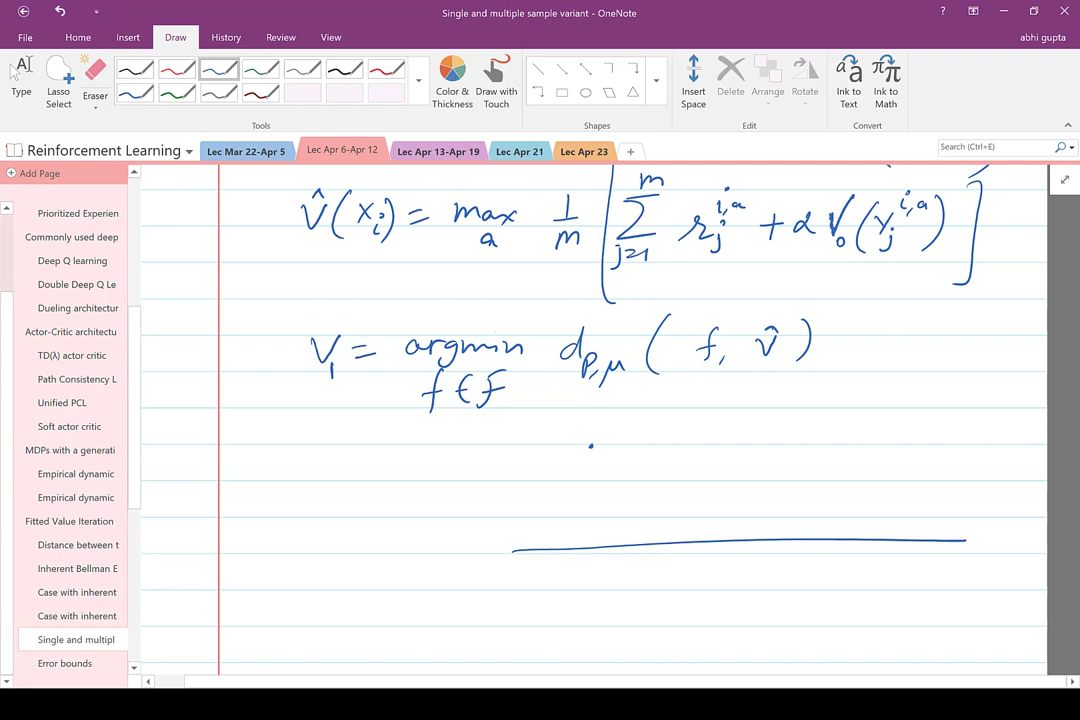 Single and multiple sample variant - OneNote
File Home Insert Draw History Review View abhi gupta
Type Lasso Select Eraser Color & Thickness Draw with Touch Insert Space Delete Arrange Rotate Ink to Text Ink to Math
Tools Shapes Edit Convert
Reinforcement Learning Lec Mar 22-Apr 5 Lec Apr 6-Apr 12 Lec Apr 13-Apr 19 Lec Apr 21 Lec Apr 23 Search (Ctrl+E)
Add Page
Prioritized Experien
Commonly used deep
Deep Q learning
Double Deep Q Le
Dueling architectur
Actor-Critic architectu
TD(λ) actor critic
Path Consistency L
Unified PCL
Soft actor critic
MDPs with a generati
Empirical dynamic
Empirical dynamic
Fitted Value Iteration
Distance between t
Inherent Bellman E
Case with inherent
Case with inherent
Single and multipl
Error bounds
V̂(x_i) = max_a 1/m [ Σ_{j=1}^{m} r_j^{i,a} + α V_0(y_j^{i,a}) ]
V_1 = argmin_{f ∈ F} d_{p,μ}( f, v̂ )